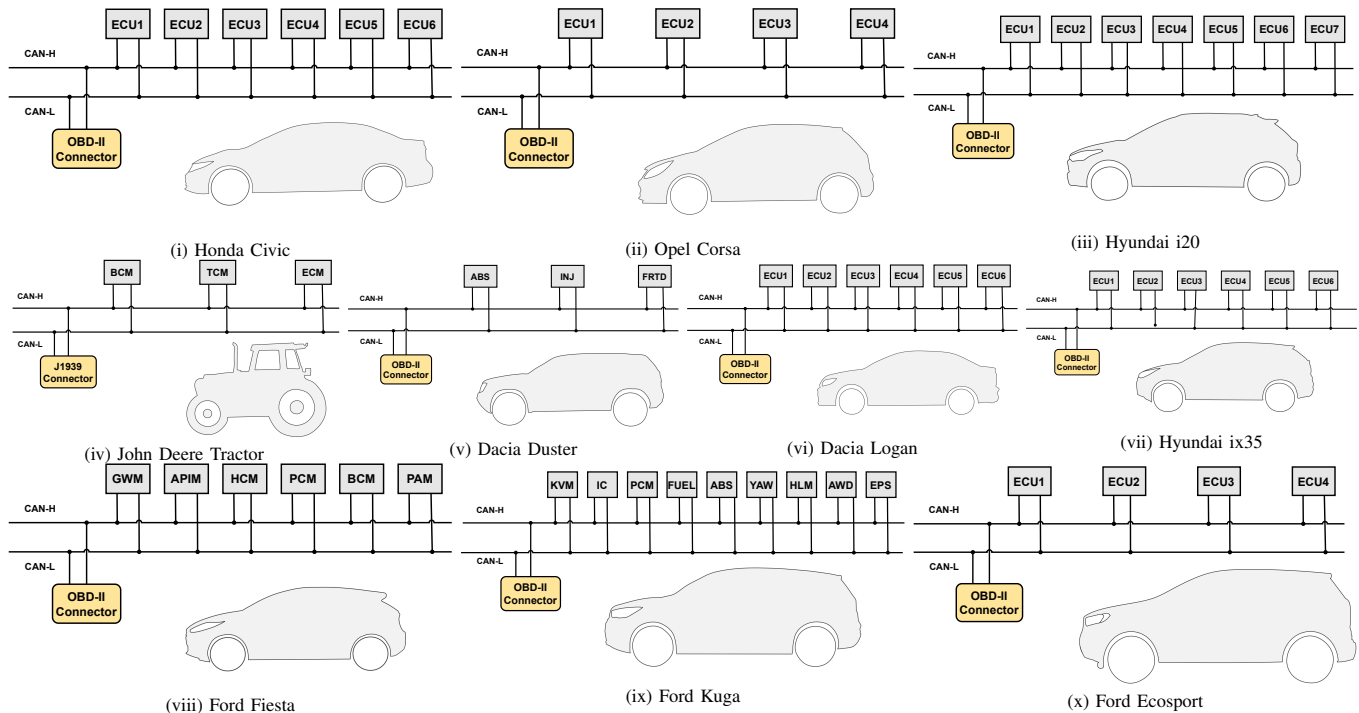 ECU1 ECU2 ECU3 ECU4 ECU5 ECU6
CAN-H
CAN-L
OBD-II
Connector
(i) Honda Civic
ECU1 ECU2 ECU3 ECU4
CAN-H
CAN-L
OBD-II
Connector
(ii) Opel Corsa
ECU1 ECU2 ECU3 ECU4 ECU5 ECU6 ECU7
CAN-H
CAN-L
OBD-II
Connector
(iii) Hyundai i20
BCM TCM ECM
CAN-H
CAN-L
J1939
Connector
(iv) John Deere Tractor
ABS INJ FRTD
CAN-H
CAN-L
OBD-II
Connector
(v) Dacia Duster
ECU1 ECU2 ECU3 ECU4 ECU5 ECU6
CAN-H
CAN-L
OBD-II
Connector
(vi) Dacia Logan
ECU1 ECU2 ECU3 ECU4 ECU5 ECU6
CAN-H
CAN-L
OBD-II
Connector
(vii) Hyundai ix35
GWM APIM HCM PCM BCM PAM
CAN-H
CAN-L
OBD-II
Connector
(viii) Ford Fiesta
KVM IC PCM FUEL ABS YAW HLM AWD EPS
CAN-H
CAN-L
OBD-II
Connector
(ix) Ford Kuga
ECU1 ECU2 ECU3 ECU4
CAN-H
CAN-L
OBD-II
Connector
(x) Ford Ecosport